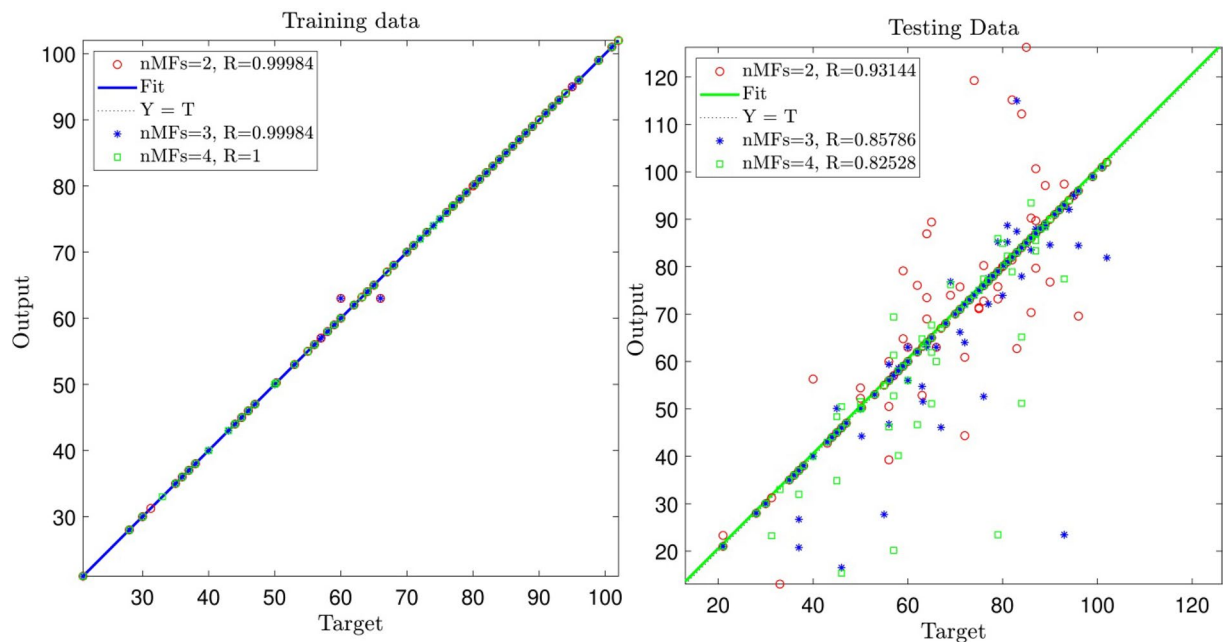 Training data
nMFs=2, R=0.99984
Fit
Y = T
nMFs=3, R=0.99984
nMFs=4, R=1
100
90
80
70
60
50
40
30
Output
30 40 50 60 70 80 90 100
Target
Testing Data
nMFs=2, R=0.93144
Fit
Y = T
nMFs=3, R=0.85786
nMFs=4, R=0.82528
120
110
100
90
80
70
60
50
40
30
20
Output
20 40 60 80 100 120
Target